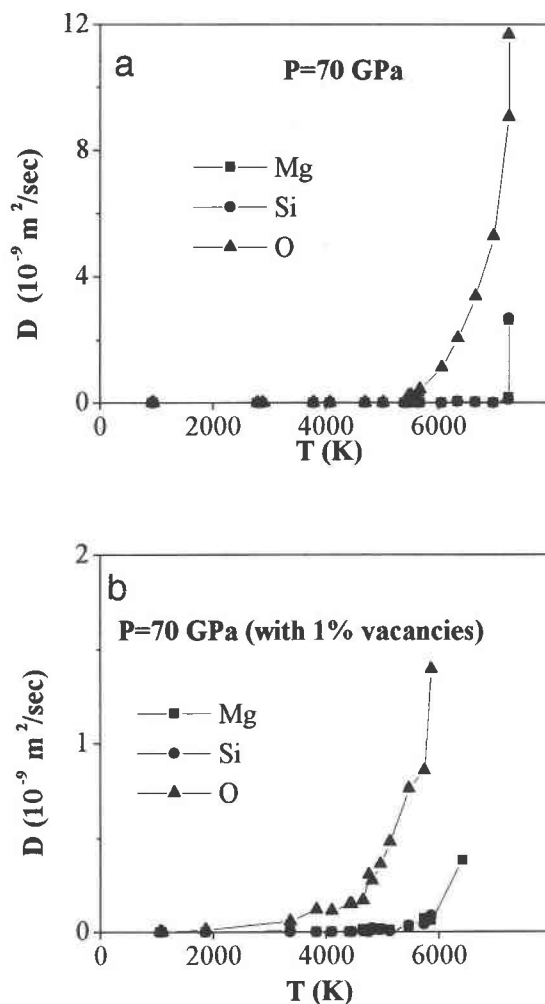 12
a
P=70 GPa
8
Mg
Si
O
4
0
D (10⁻⁹ m²/sec)
0 2000 4000 6000
T (K)
2
b
P=70 GPa (with 1% vacancies)
Mg
1
Si
O
0
D (10⁻⁹ m²/sec)
0 2000 4000 6000
T (K)